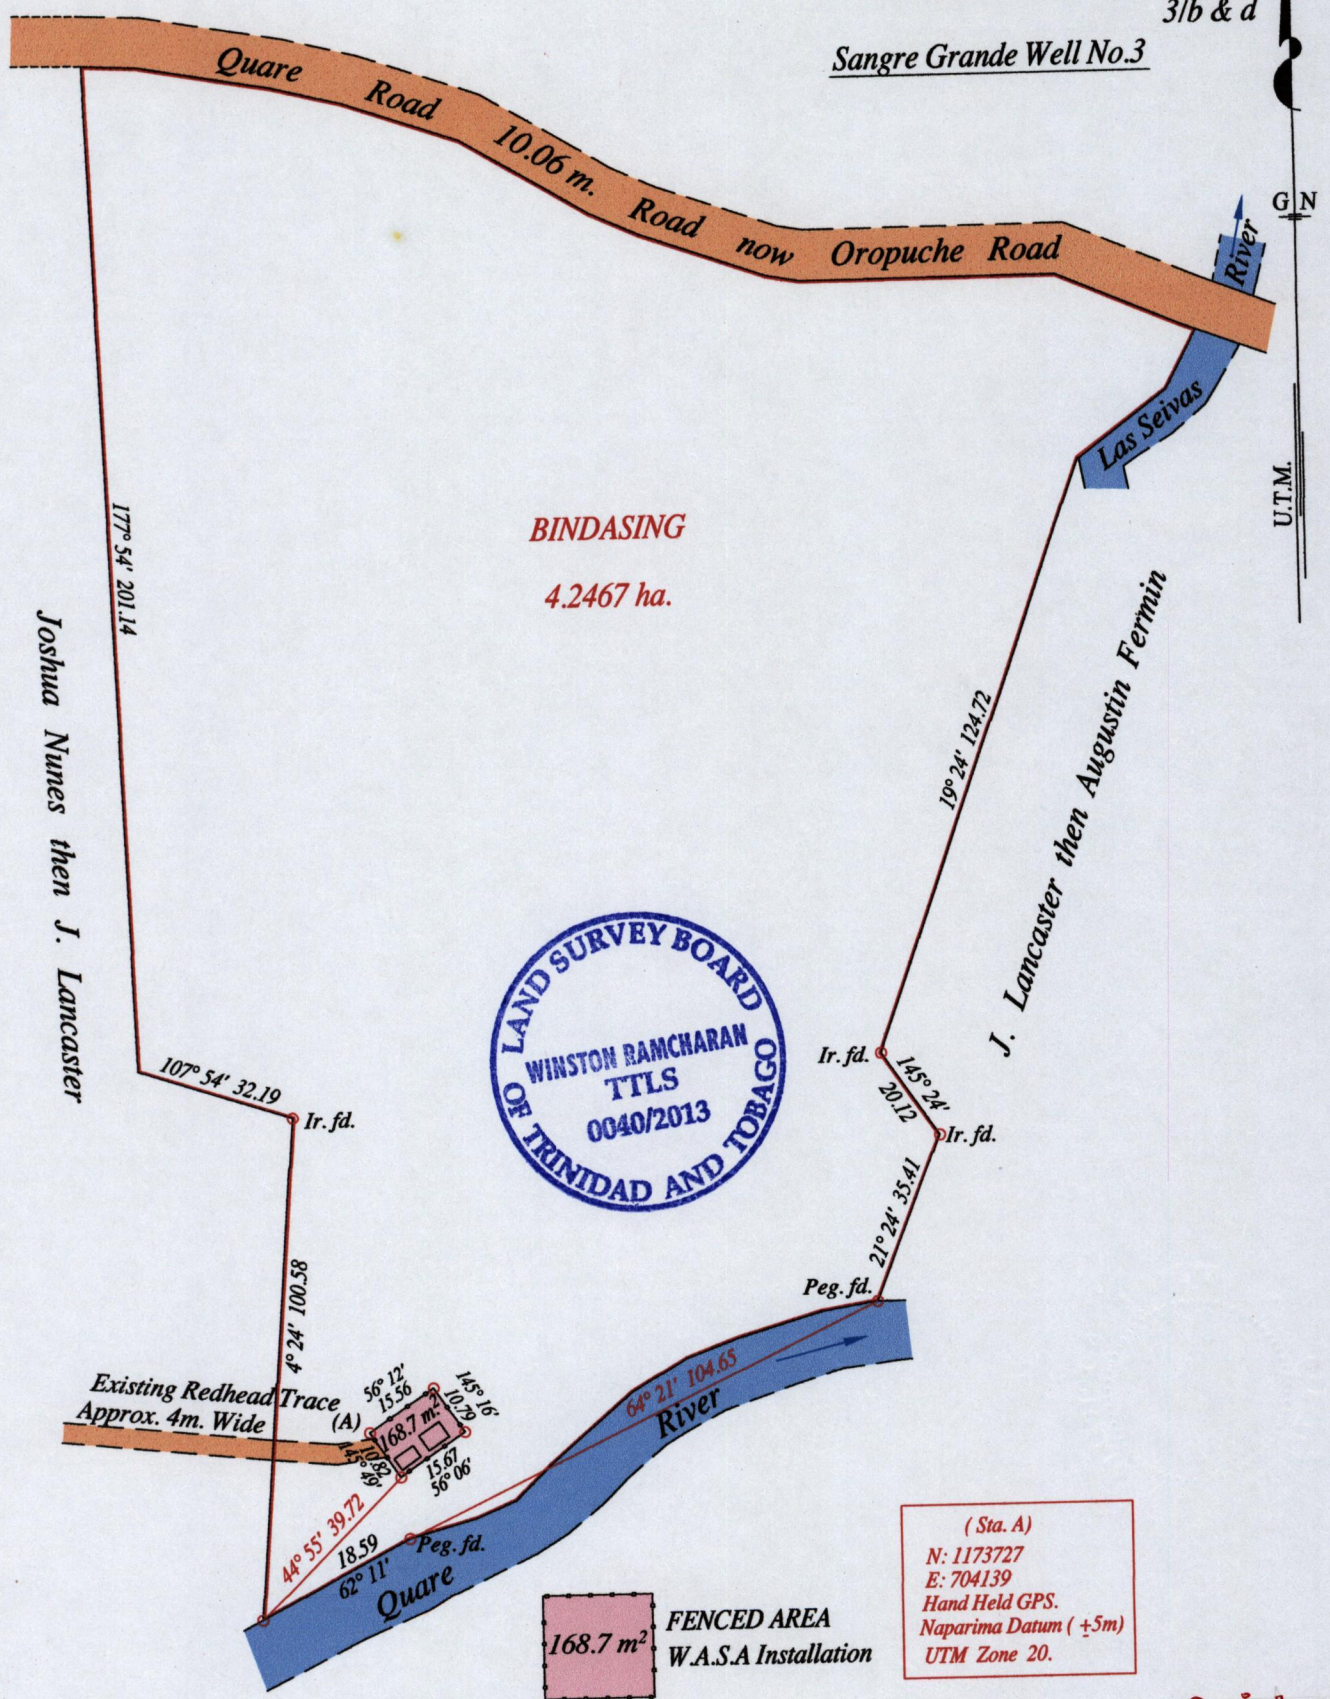 3/b & d
Sangre Grande Well No.3
Quare Road 10.06 m. Road now Oropuche Road
G N
River
Las Seivas
U.T.M.
BINDASING
4.2467 ha.
177° 54' 201.14
Joshua Nunes then J. Lancaster
19° 24' 124.72
J. Lancaster then Augustin Fermin
LAND SURVEY BOARD
OF TRINIDAD AND TOBAGO
WINSTON RAMCHARAN
TTLS
0040/2013
107° 54' 32.19
Ir. fd.
Ir. fd.
145° 24'
20.12
Ir. fd.
21° 24' 35.41
Peg. fd.
4° 24' 100.58
Existing Redhead Trace
Approx. 4m. Wide
(A)
56° 12'
15.56
145° 16'
10.79
168.7 m.²
10.82
145° 49'
15.67
56° 06'
64° 21' 104.65
River
44° 55' 39.72
18.59
62° 11'
Peg. fd.
Quare
168.7 m²
FENCED AREA
W.A.S.A Installation
( Sta. A)
N: 1173727
E: 704139
Hand Held GPS.
Naparima Datum ( ±5m)
UTM Zone 20.